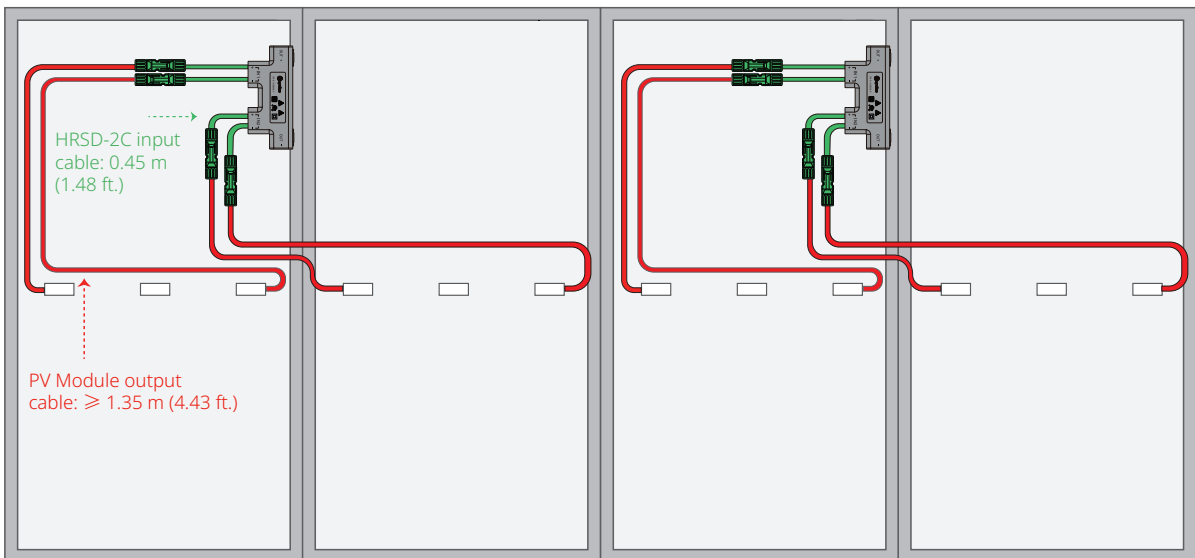 HRSD-2C input
cable: 0.45 m
(1.48 ft.)
PV Module output
cable: ⩾ 1.35 m (4.43 ft.)